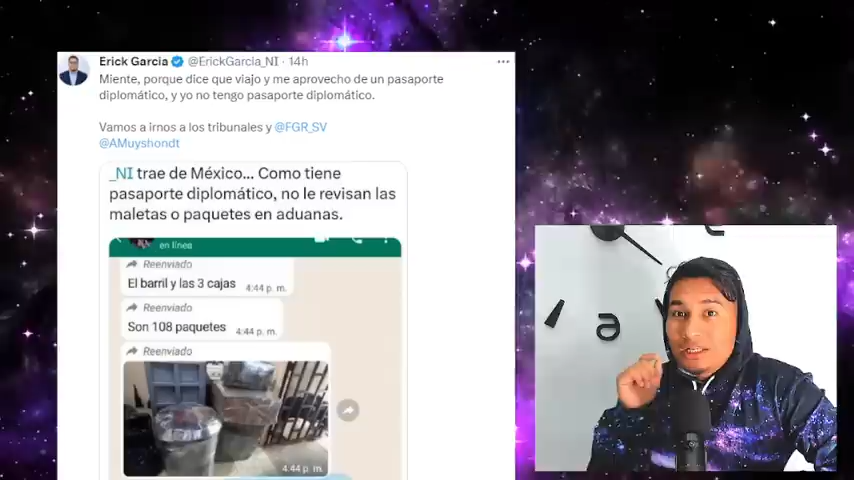 Erick Garcia @ErickGarcia_NI · 14h
Miente, porque dice que viajo y me aprovecho de un pasaporte
diplomático, y yo no tengo pasaporte diplomático.
Vamos a irnos a los tribunales y @FGR_SV
@AMuyshondt
_NI trae de México... Como tiene
pasaporte diplomático, no le revisan las
maletas o paquetes en aduanas.
en línea
Reenviado
El barril y las 3 cajas 4:44 p. m.
Reenviado
Son 108 paquetes 4:44 p. m.
Reenviado
4:44 p. m.
a